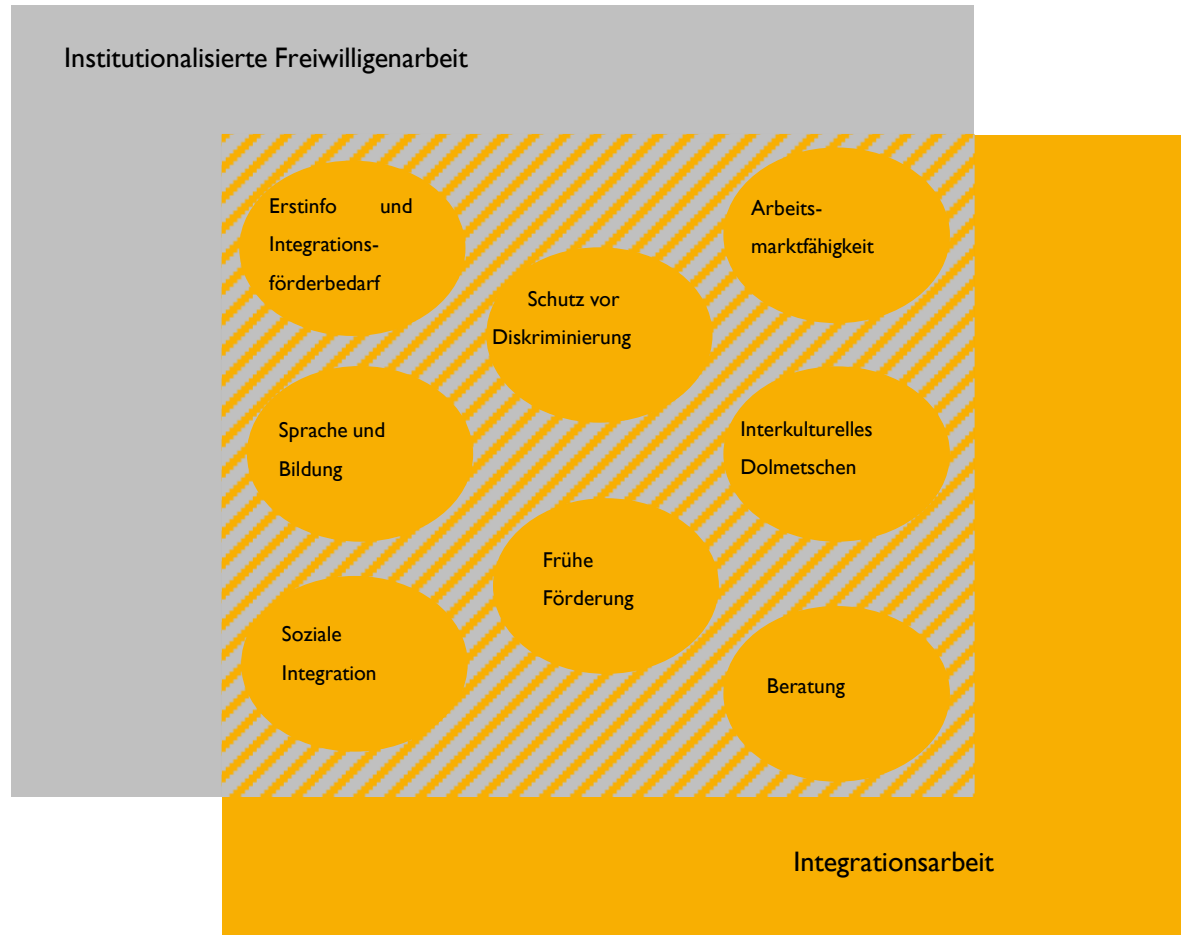 Institutionalisierte Freiwilligenarbeit
Erstinfo und
Integrations-
förderbedarf
Arbeits-
marktfähigkeit
Schutz vor
Diskriminierung
Sprache und
Bildung
Interkulturelles
Dolmetschen
Frühe
Förderung
Soziale
Integration
Beratung
Integrationsarbeit